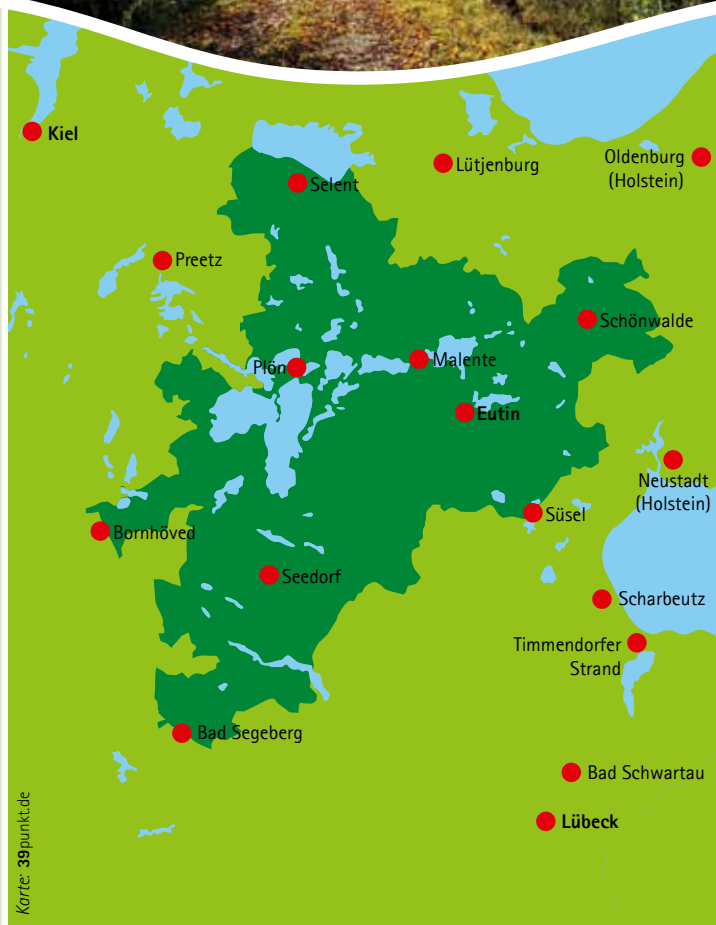 Kiel
Lütjenburg
Oldenburg
(Holstein)
Selent
Preetz
Schönwalde
Plön
Malente
Eutin
Neustadt
(Holstein)
Süsel
Bornhöved
Seedorf
Scharbeutz
Timmendorfer
Strand
Bad Segeberg
Bad Schwartau
Lübeck
Karte: 39punkt.de